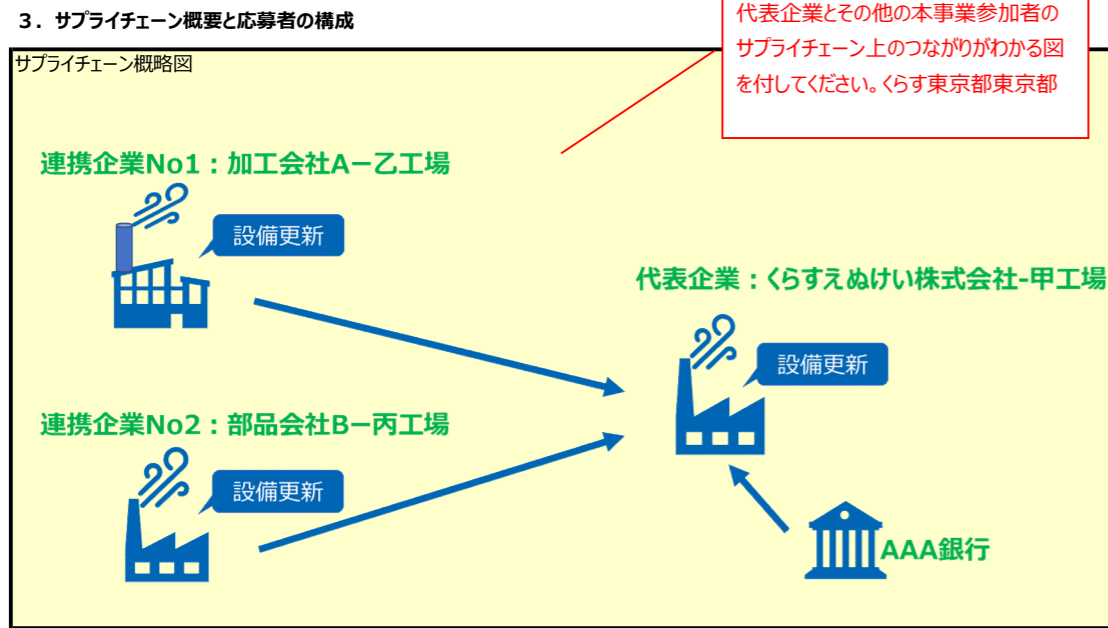 3．サプライチェーン概要と応募者の構成
代表企業とその他の本事業参加者の
サプライチェーン上のつながりがわかる図
を付してください。くらす東京都東京都
サプライチェーン概略図
連携企業No1：加工会社Aー乙工場
設備更新
代表企業：くらすえぬけい株式会社-甲工場
設備更新
連携企業No2：部品会社Bー丙工場
設備更新
AAA銀行